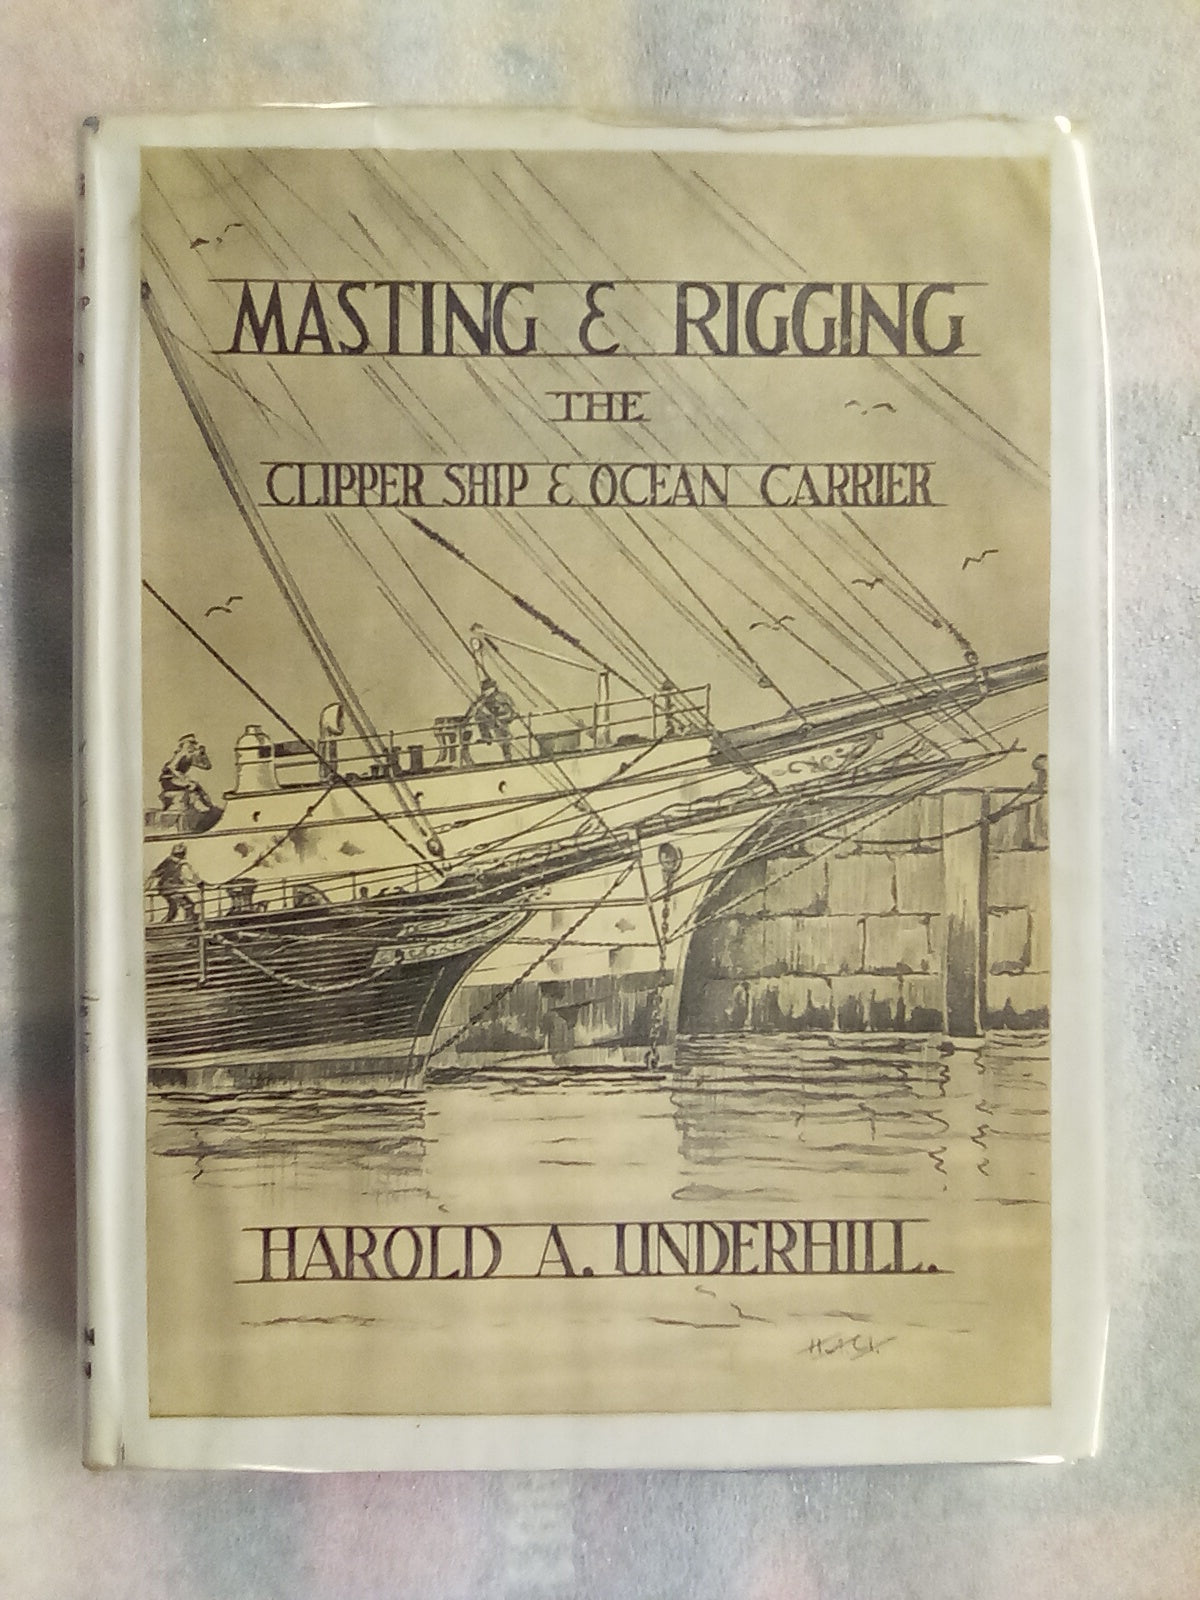 MASTING & RIGGING
THE
CLIPPER SHIP & OCEAN CARRIER
HAROLD A. UNDERHILL.